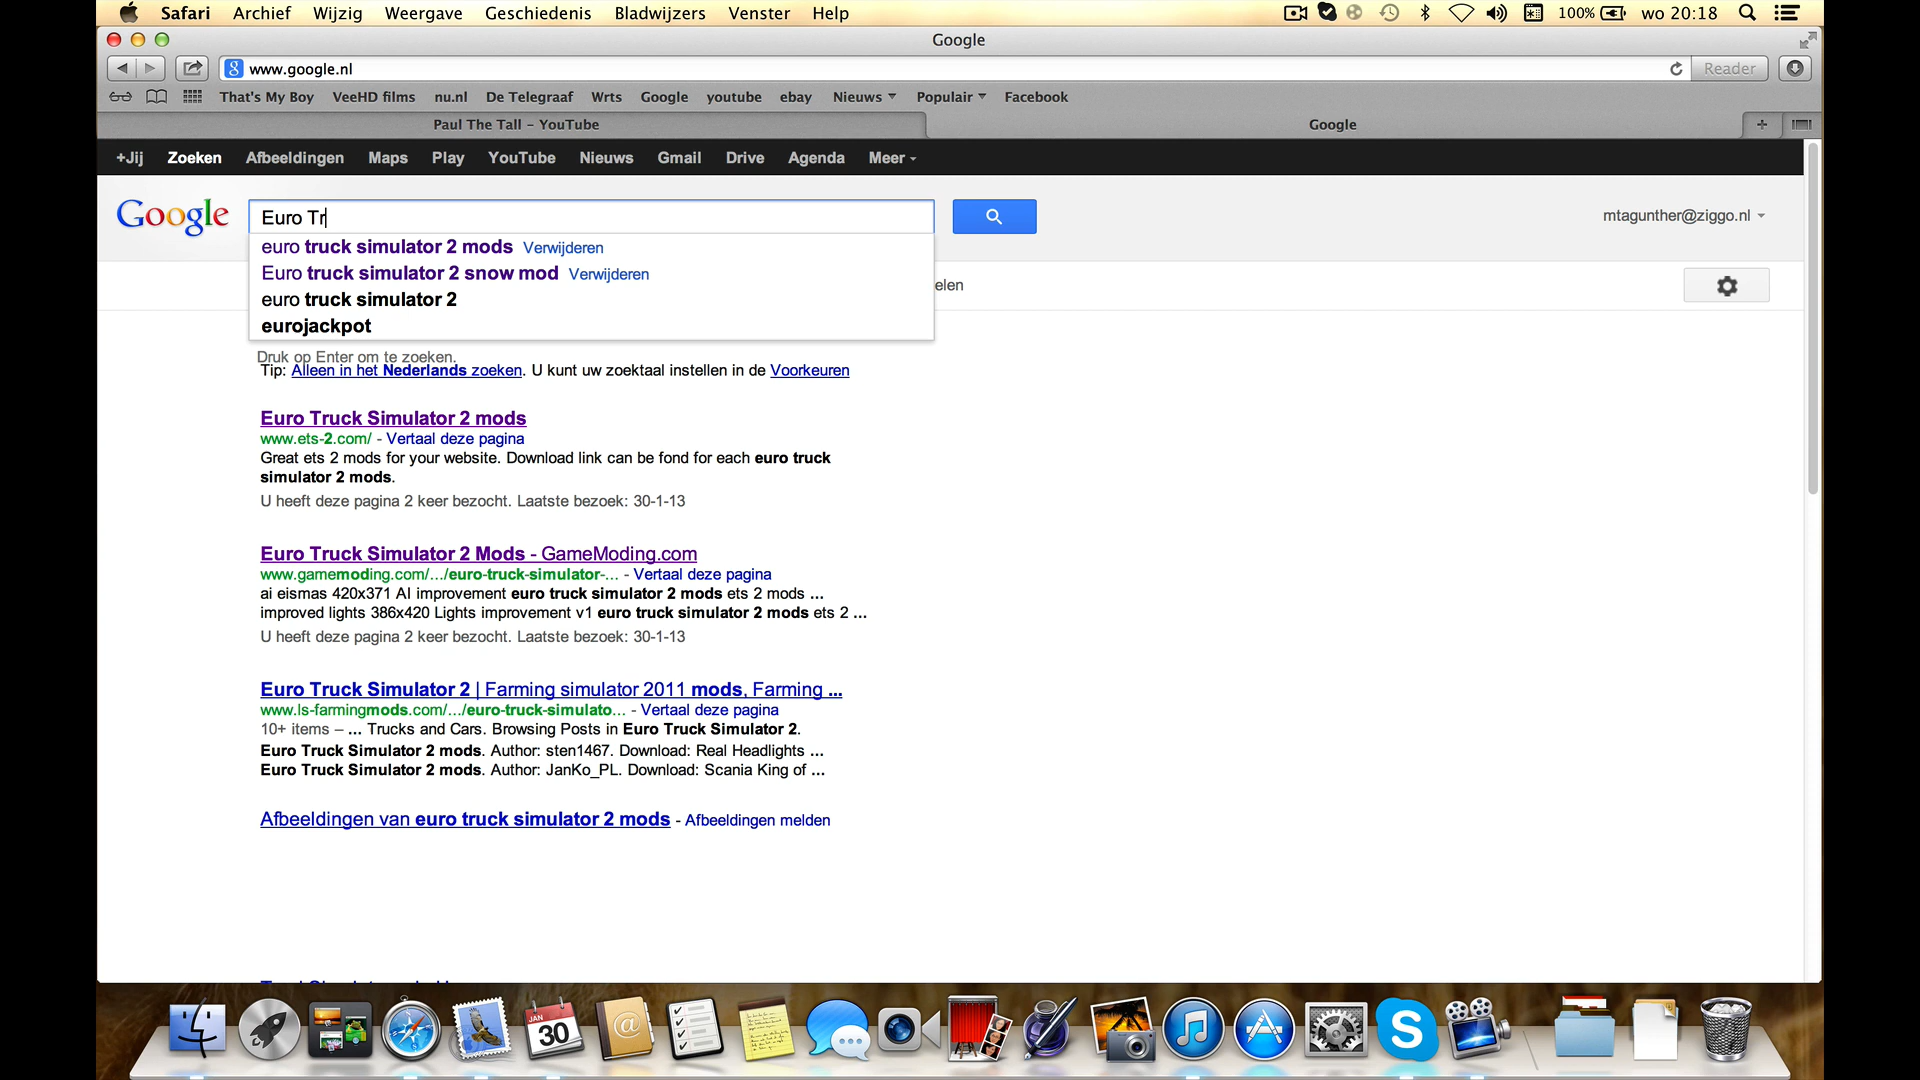 Safari Archief Wijzig Weergave Geschiedenis Bladwijzers Venster Help 100% wo 20:18
Google
www.google.nl Reader
That's My Boy VeeHD films nu.nl De Telegraaf Wrts Google youtube ebay Nieuws Populair Facebook
Paul The Tall – YouTube Google
+Jij Zoeken Afbeeldingen Maps Play YouTube Nieuws Gmail Drive Agenda Meer
Google Euro Tr mtagunther@ziggo.nl
euro truck simulator 2 mods Verwijderen
Euro truck simulator 2 snow mod Verwijderen
elen
euro truck simulator 2
eurojackpot
Druk op Enter om te zoeken.
Tip: Alleen in het Nederlands zoeken. U kunt uw zoektaal instellen in de Voorkeuren
Euro Truck Simulator 2 mods
www.ets-2.com/ - Vertaal deze pagina
Great ets 2 mods for your website. Download link can be fond for each euro truck
simulator 2 mods.
U heeft deze pagina 2 keer bezocht. Laatste bezoek: 30-1-13
Euro Truck Simulator 2 Mods - GameModing.com
www.gamemoding.com/.../euro-truck-simulator-... - Vertaal deze pagina
ai eismas 420x371 AI improvement euro truck simulator 2 mods ets 2 mods ...
improved lights 386x420 Lights improvement v1 euro truck simulator 2 mods ets 2 ...
U heeft deze pagina 2 keer bezocht. Laatste bezoek: 30-1-13
Euro Truck Simulator 2 | Farming simulator 2011 mods, Farming ...
www.ls-farmingmods.com/.../euro-truck-simulato... - Vertaal deze pagina
10+ items – ... Trucks and Cars. Browsing Posts in Euro Truck Simulator 2.
Euro Truck Simulator 2 mods. Author: sten1467. Download: Real Headlights ...
Euro Truck Simulator 2 mods. Author: JanKo_PL. Download: Scania King of ...
Afbeeldingen van euro truck simulator 2 mods - Afbeeldingen melden
JAN
30